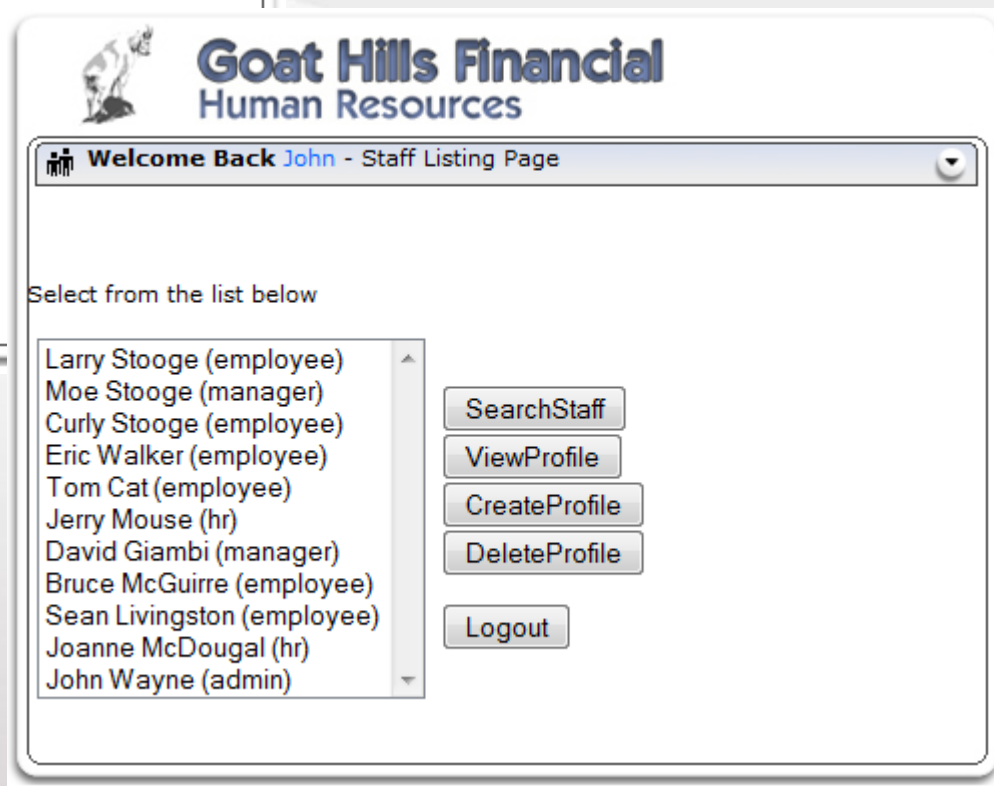 Goat Hills Financial
Human Resources
Welcome Back John - Staff Listing Page
Select from the list below
Larry Stooge (employee)
Moe Stooge (manager)
Curly Stooge (employee)
Eric Walker (employee)
Tom Cat (employee)
Jerry Mouse (hr)
David Giambi (manager)
Bruce McGuirre (employee)
Sean Livingston (employee)
Joanne McDougal (hr)
John Wayne (admin)
SearchStaff
ViewProfile
CreateProfile
DeleteProfile
Logout